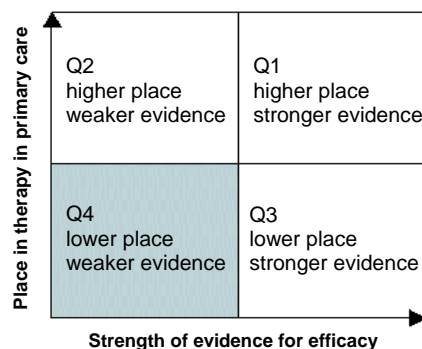 Place in therapy in primary care
Q2
higher place
weaker evidence
Q1
higher place
stronger evidence
Q4
lower place
weaker evidence
Q3
lower place
stronger evidence
Strength of evidence for efficacy